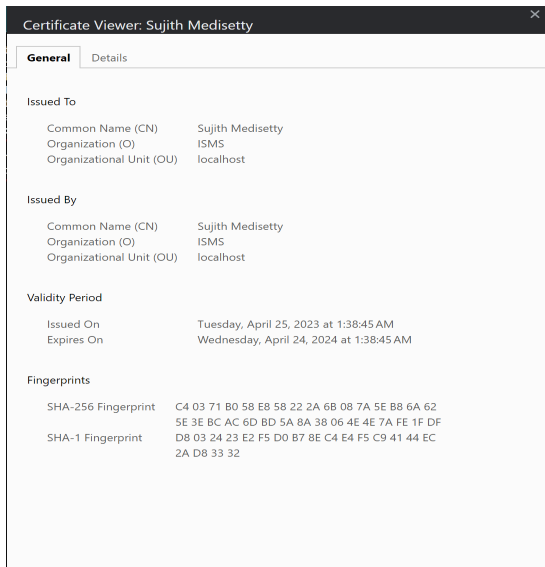 Certificate Viewer: Sujith Medisetty
General Details
Issued To
Common Name (CN) Sujith Medisetty
Organization (O) ISMS
Organizational Unit (OU) localhost
Issued By
Common Name (CN) Sujith Medisetty
Organization (O) ISMS
Organizational Unit (OU) localhost
Validity Period
Issued On Tuesday, April 25, 2023 at 1:38:45 AM
Expires On Wednesday, April 24, 2024 at 1:38:45 AM
Fingerprints
SHA-256 Fingerprint C4 03 71 B0 58 E8 58 22 2A 6B 08 7A 5E B8 6A 62
5E 3E BC AC 6D BD 5A 8A 38 06 4E 4E 7A FE 1F DF
SHA-1 Fingerprint D8 03 24 23 E2 F5 D0 B7 8E C4 E4 F5 C9 41 44 EC
2A D8 33 32